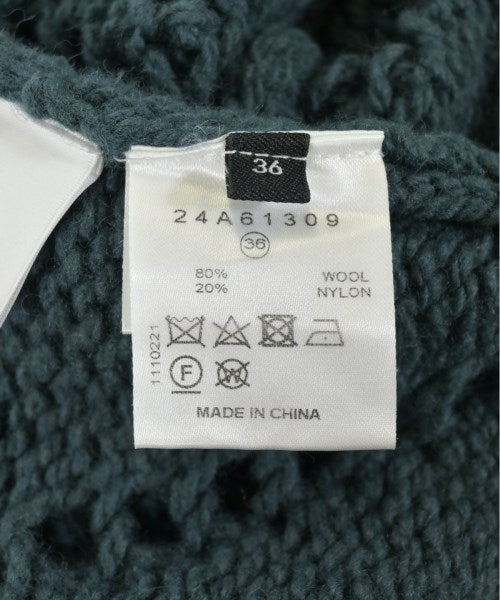 36
24A61309
36
80% WOOL
20% NYLON
1110221
F W
MADE IN CHINA